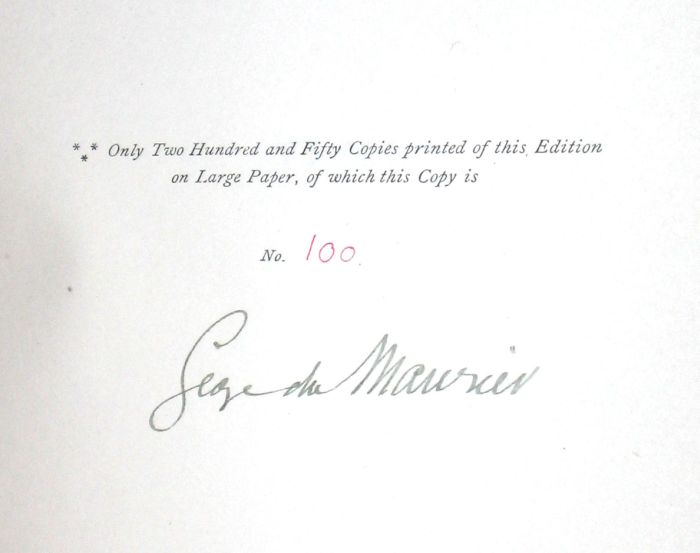 *** Only Two Hundred and Fifty Copies printed of this Edition
on Large Paper, of which this Copy is
No. 100.
George du Maurier